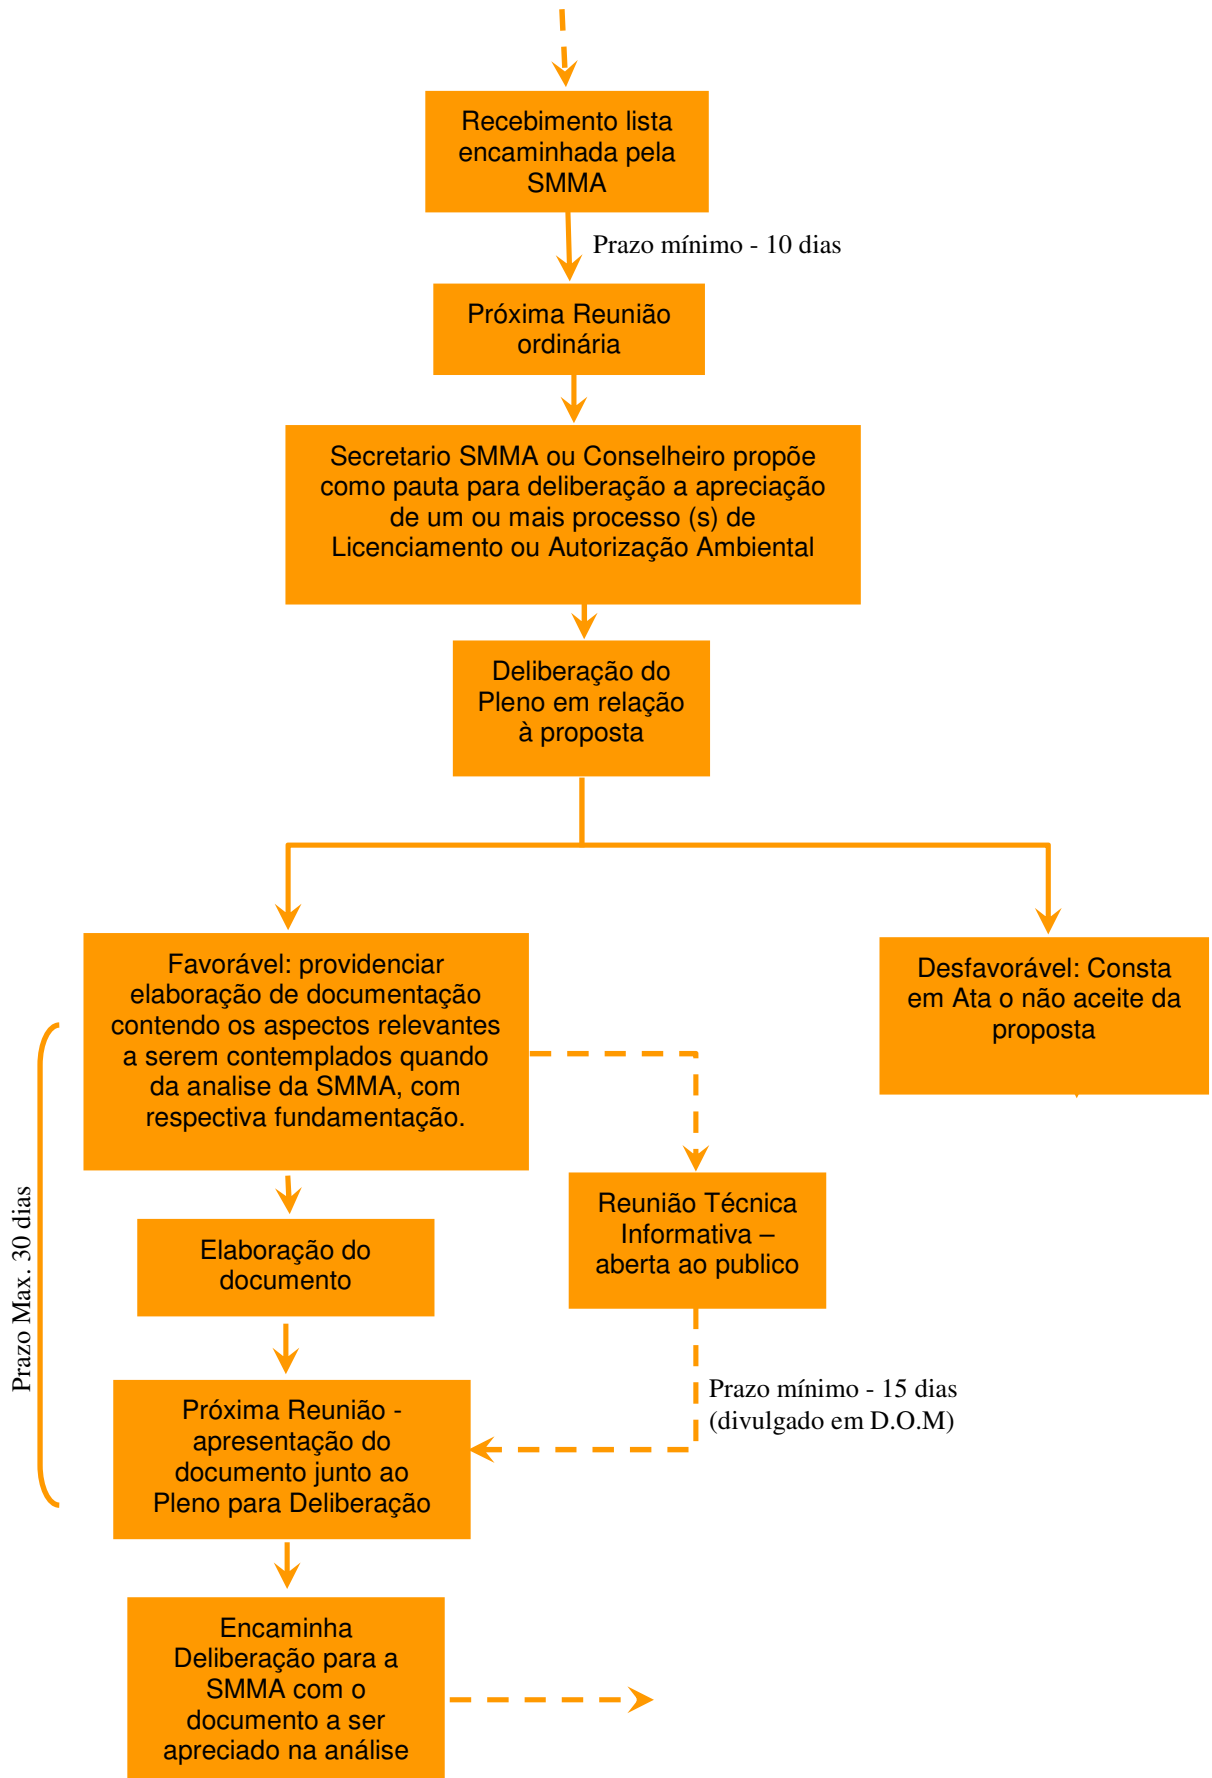 Recebimento lista
encaminhada pela
SMMA
Prazo mínimo - 10 dias
Próxima Reunião
ordinária
Secretario SMMA ou Conselheiro propõe
como pauta para deliberação a apreciação
de um ou mais processo (s) de
Licenciamento ou Autorização Ambiental
Deliberação do
Pleno em relação
à proposta
Favorável: providenciar
elaboração de documentação
contendo os aspectos relevantes
a serem contemplados quando
da analise da SMMA, com
respectiva fundamentação.
Desfavorável: Consta
em Ata o não aceite da
proposta
Reunião Técnica
Informativa –
aberta ao publico
Elaboração do
documento
Prazo Max. 30 dias
Prazo mínimo - 15 dias
(divulgado em D.O.M)
Próxima Reunião -
apresentação do
documento junto ao
Pleno para Deliberação
Encaminha
Deliberação para a
SMMA com o
documento a ser
apreciado na análise